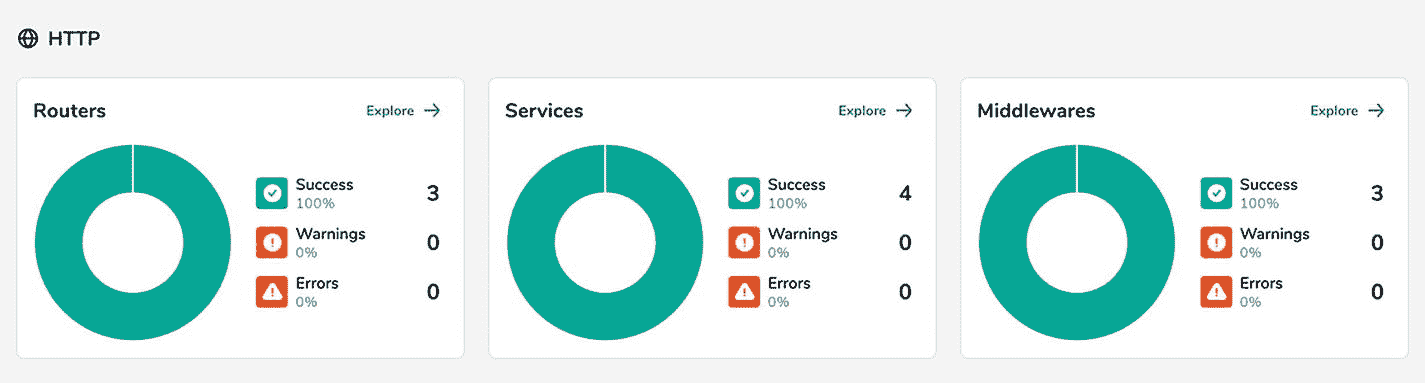 HTTP
Routers
Explore
Success
100%
3
Warnings
0%
0
Errors
0%
0
Services
Explore
Success
100%
4
Warnings
0%
0
Errors
0%
0
Middlewares
Explore
Success
100%
3
Warnings
0%
0
Errors
0%
0